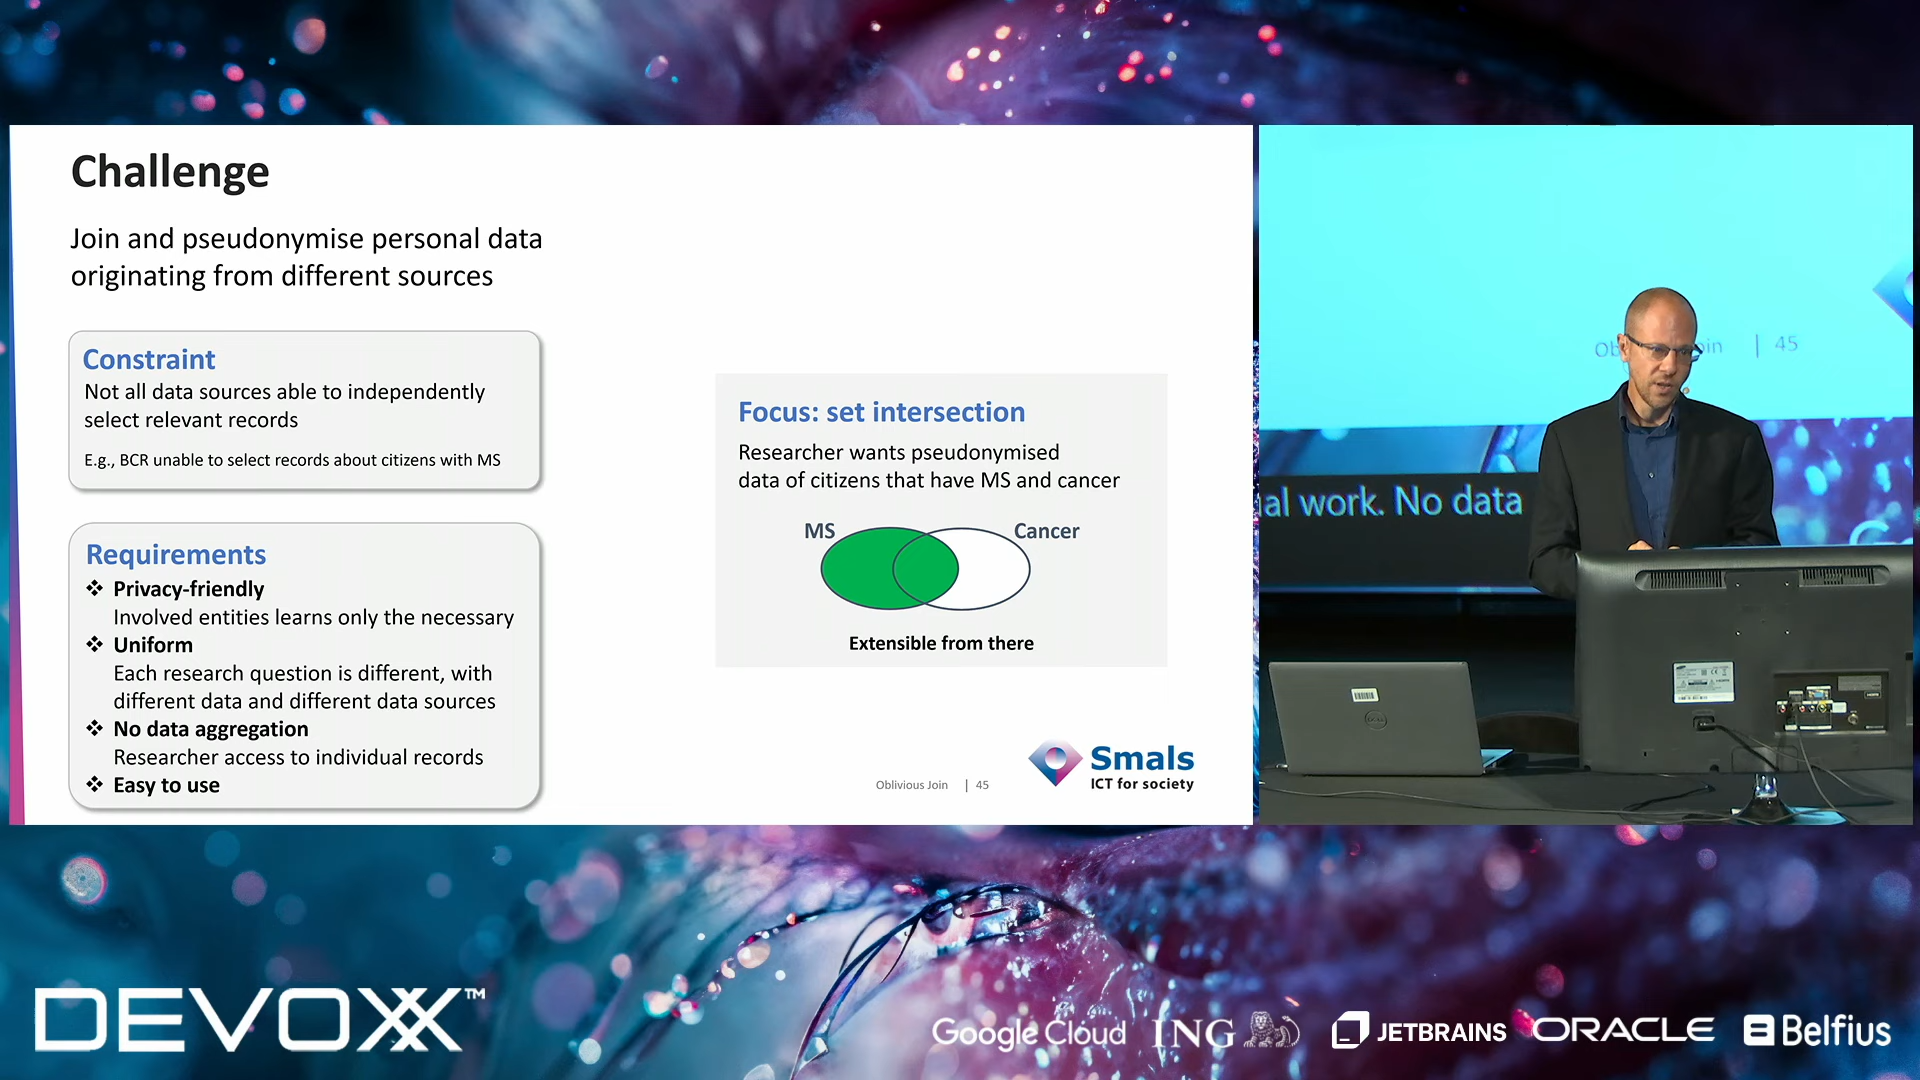 Challenge
Join and pseudonymise personal data
originating from different sources
Constraint
Not all data sources able to independently
select relevant records
E.g., BCR unable to select records about citizens with MS
Requirements
❖ Privacy-friendly
Involved entities learns only the necessary
❖ Uniform
Each research question is different, with
different data and different data sources
❖ No data aggregation
Researcher access to individual records
❖ Easy to use
Focus: set intersection
Researcher wants pseudonymised
data of citizens that have MS and cancer
MS
Cancer
Extensible from there
Oblivious Join | 45
Smals
ICT for society
| 45
work. No data
DELL
DEVOXX™
Google Cloud
ING
JETBRAINS
ORACLE
Belfius